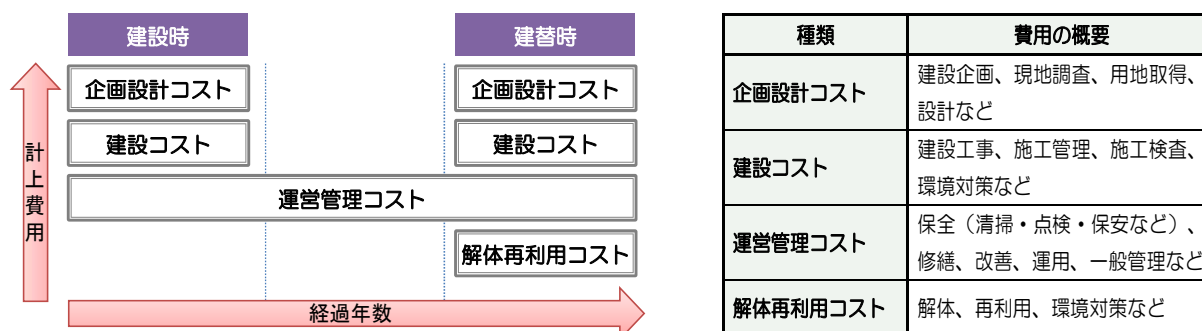 建設時
建替時
企画設計コスト
企画設計コスト
建設コスト
建設コスト
運営管理コスト
解体再利用コスト
計上費用
経過年数
種類
費用の概要
企画設計コスト
建設企画、現地調査、用地取得、
設計など
建設コスト
建設工事、施工管理、施工検査、
環境対策など
運営管理コスト
保全（清掃・点検・保安など）、
修繕、改善、運用、一般管理など
解体再利用コスト
解体、再利用、環境対策など